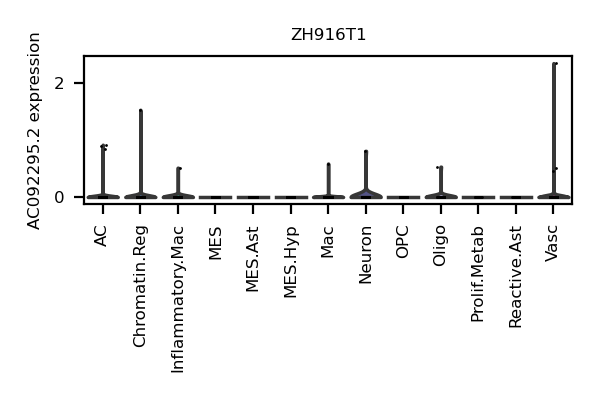 ZH916T1
AC092295.2 expression
2
0
AC
Chromatin.Reg
Inflammatory.Mac
MES
MES.Ast
MES.Hyp
Mac
Neuron
OPC
Oligo
Prolif.Metab
Reactive.Ast
Vasc